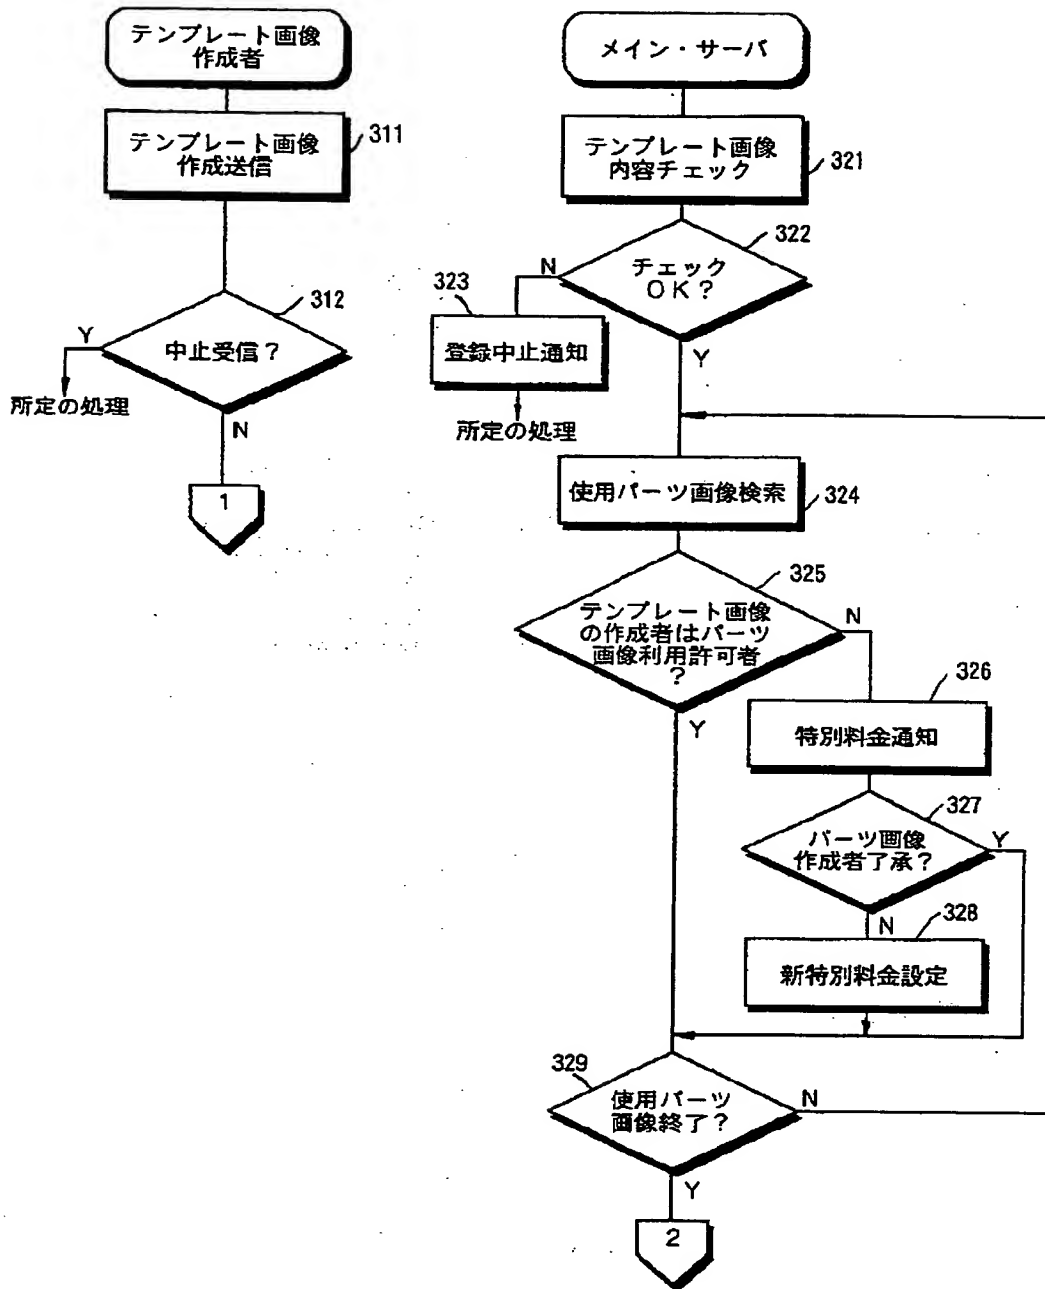 テンプレート画像
作成者
テンプレート画像
作成送信
311
312
中止受信?
Y
所定の処理
N
1
メイン・サーバ
テンプレート画像
内容チェック
321
322
チェック
OK?
N
323
登録中止通知
所定の処理
Y
使用パーツ画像検索
324
325
テンプレート画像
の作成者はパーツ
画像利用許可者
?
N
Y
326
特別料金通知
327
パーツ画像
作成者了承?
Y
N
328
新特別料金設定
329
使用パーツ
画像終了?
N
Y
2